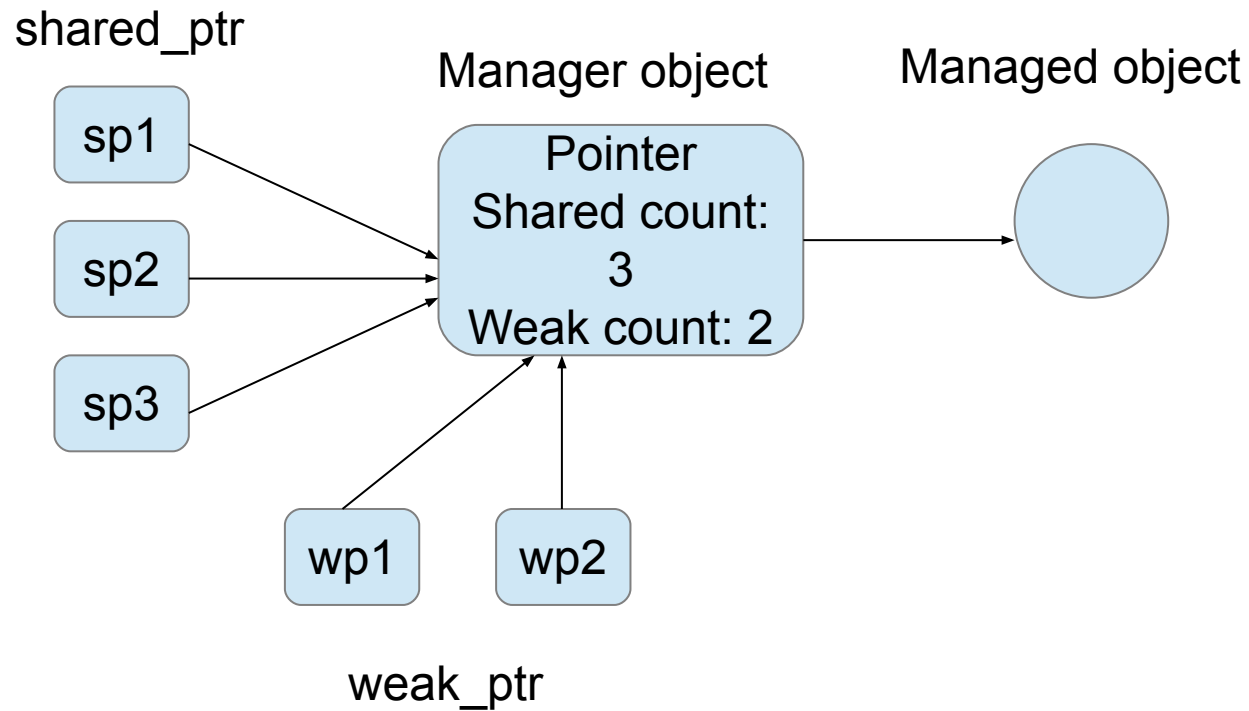 shared_ptr
Manager object
Managed object
sp1
sp2
sp3
Pointer
Shared count:
3
Weak count: 2
wp1
wp2
weak_ptr